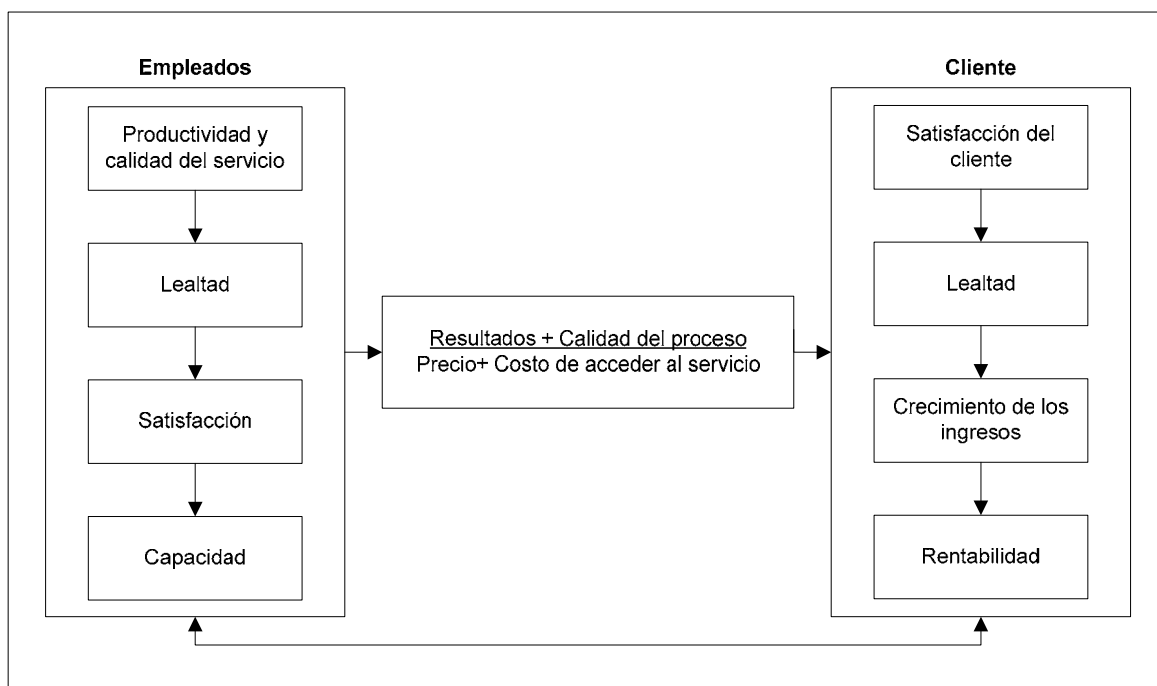 Empleados
Productividad y
calidad del servicio
Lealtad
Satisfacción
Capacidad
Resultados + Calidad del proceso
Precio+ Costo de acceder al servicio
Cliente
Satisfacción del
cliente
Lealtad
Crecimiento de los
ingresos
Rentabilidad